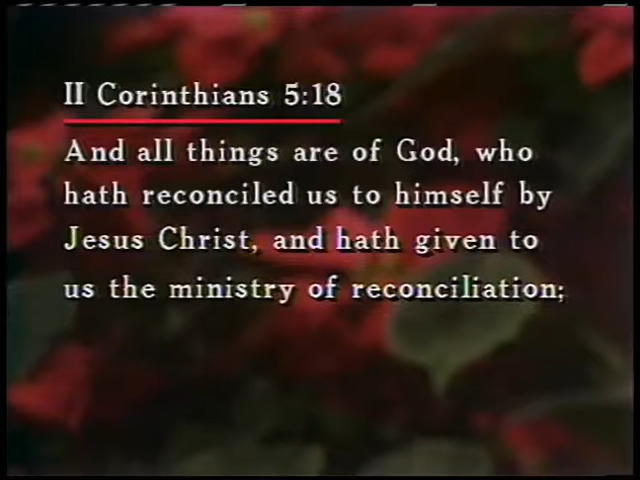 II Corinthians 5:18
And all things are of God, who
hath reconciled us to himself by
Jesus Christ, and hath given to
us the ministry of reconciliation;